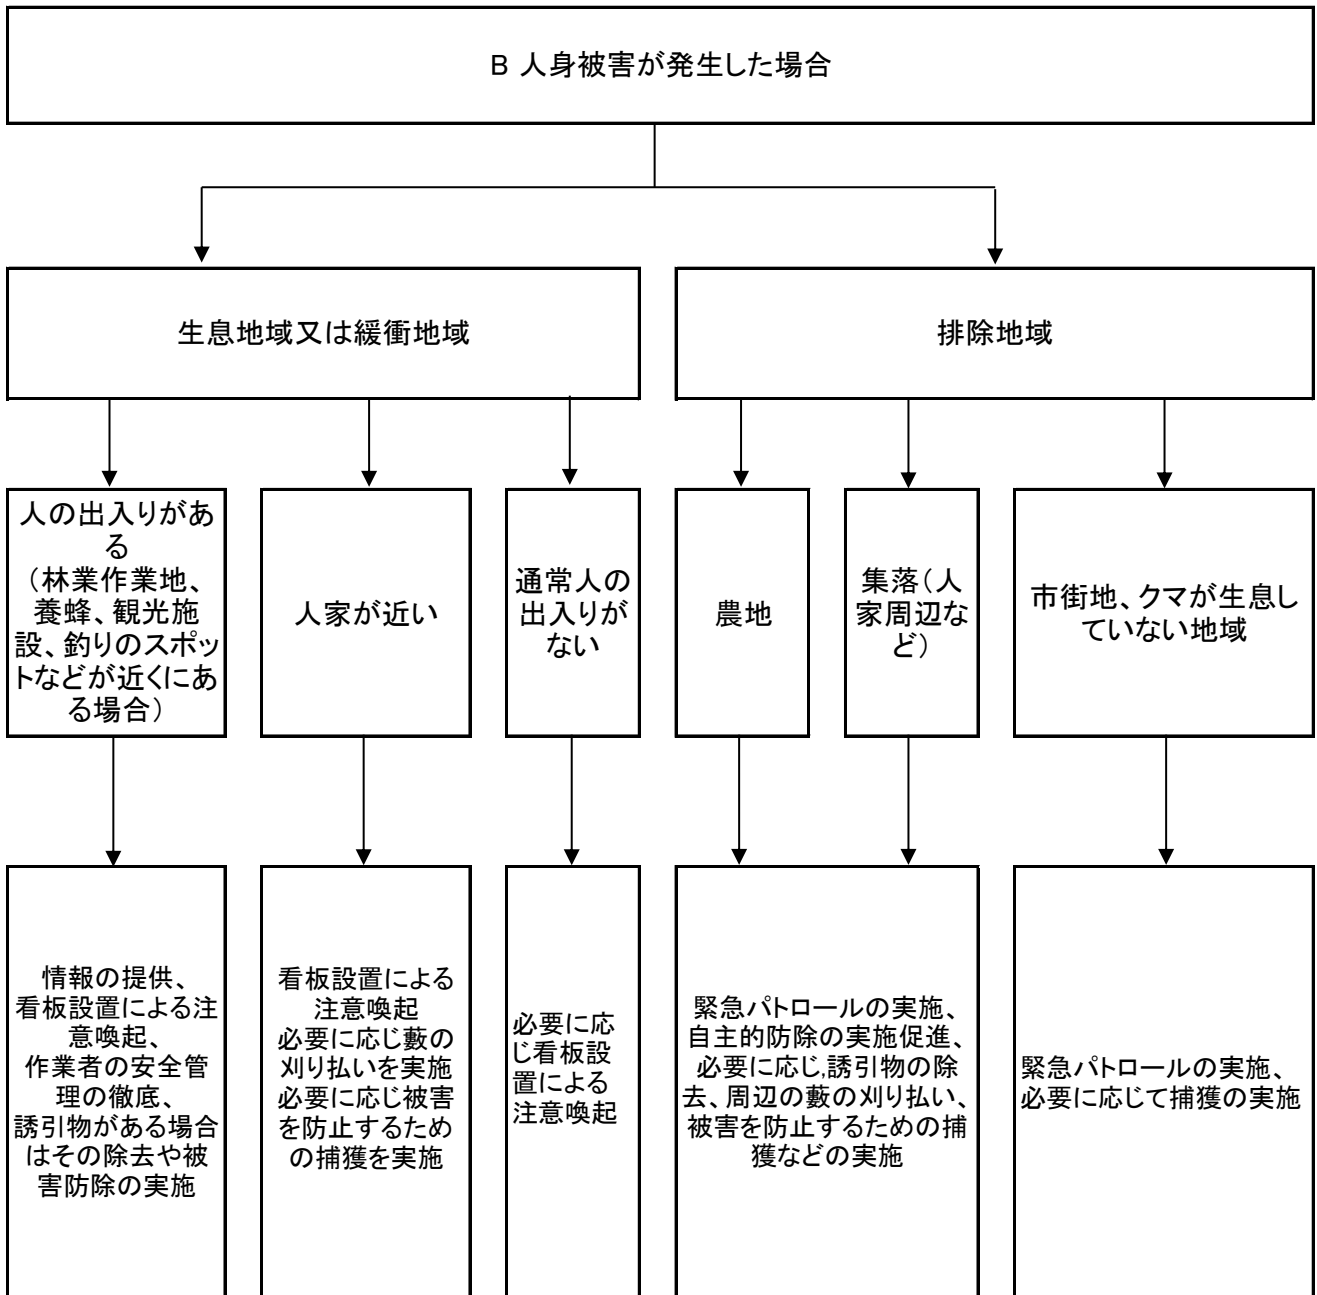 B 人身被害が発生した場合
生息地域又は緩衝地域
排除地域
人の出入りがあ
る
（林業作業地、
養蜂、観光施
設、釣りのスポッ
トなどが近くにあ
る場合）
人家が近い
通常人の
出入りが
ない
農地
集落（人
家周辺な
ど）
市街地、クマが生息し
ていない地域
情報の提供、
看板設置による注
意喚起、
作業者の安全管
理の徹底、
誘引物がある場合
はその除去や被
害防除の実施
看板設置による
注意喚起
必要に応じ藪の
刈り払いを実施
必要に応じ被害
を防止するため
の捕獲を実施
必要に応
じ看板設
置による
注意喚起
緊急パトロールの実施、
自主的防除の実施促進、
必要に応じ,誘引物の除
去、周辺の藪の刈り払い、
被害を防止するための捕
獲などの実施
緊急パトロールの実施、
必要に応じて捕獲の実施